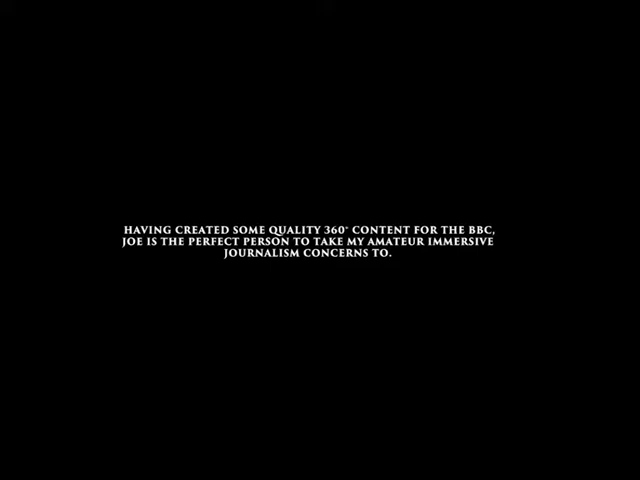 HAVING CREATED SOME QUALITY 360° CONTENT FOR THE BBC,
JOE IS THE PERFECT PERSON TO TAKE MY AMATEUR IMMERSIVE
JOURNALISM CONCERNS TO.